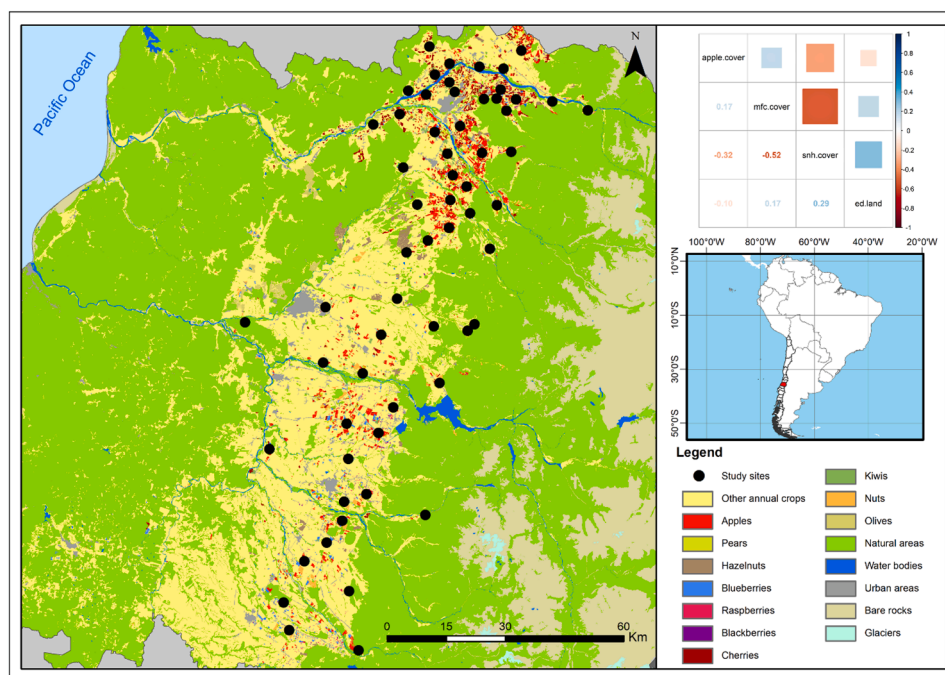 Pacific Ocean
N
0 15 30 60
Km
apple.cover
0.17 mfc.cover
-0.32 -0.52 snh.cover
-0.10 0.17 0.29 ed.land
1
0.8
0.6
0.4
0.2
0
-0.2
-0.4
-0.6
-0.8
-1
100°0'W 80°0'W 60°0'W 40°0'W 20°0'W
10°0'N
10°0'S
30°0'S
50°0'S
Legend
Study sites
Other annual crops
Apples
Pears
Hazelnuts
Blueberries
Raspberries
Blackberries
Cherries
Kiwis
Nuts
Olives
Natural areas
Water bodies
Urban areas
Bare rocks
Glaciers